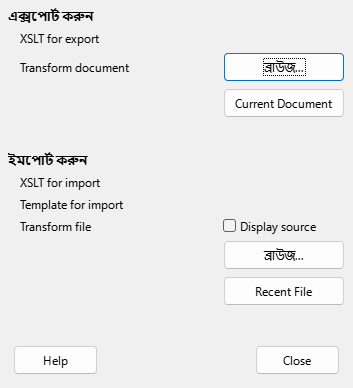 এক্সপোর্ট করুন
XSLT for export
Transform document
ব্রাউজ...
Current Document
ইমপোর্ট করুন
XSLT for import
Template for import
Transform file
Display source
ব্রাউজ...
Recent File
Help
Close